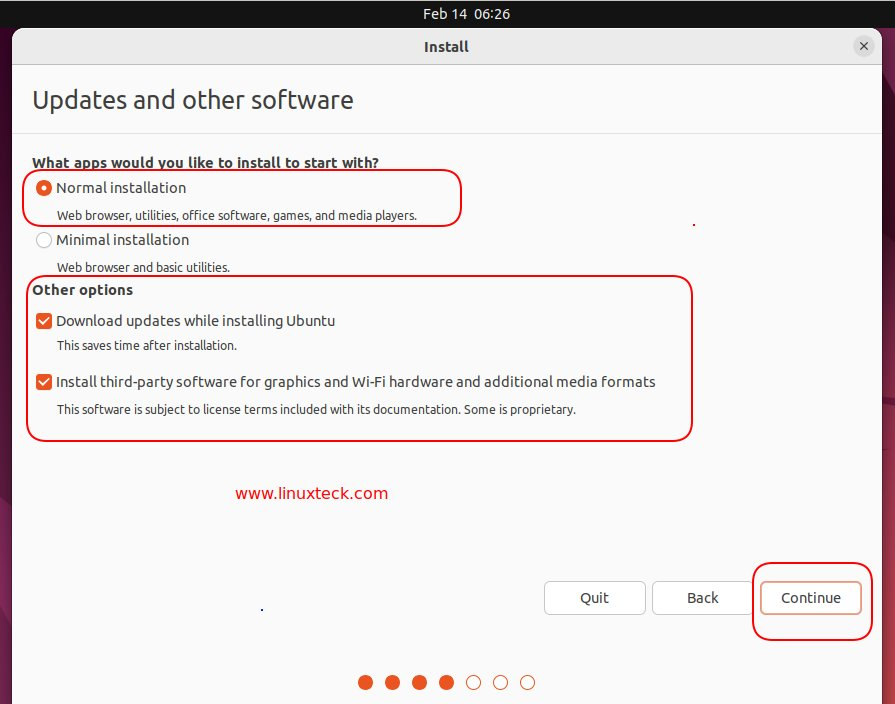 Feb 14 06:26
Install
Updates and other software
What apps would you like to install to start with?
Normal installation
Web browser, utilities, office software, games, and media players.
Minimal installation
Web browser and basic utilities.
Other options
Download updates while installing Ubuntu
This saves time after installation.
Install third-party software for graphics and Wi-Fi hardware and additional media formats
This software is subject to license terms included with its documentation. Some is proprietary.
www.linuxteck.com
Quit
Back
Continue